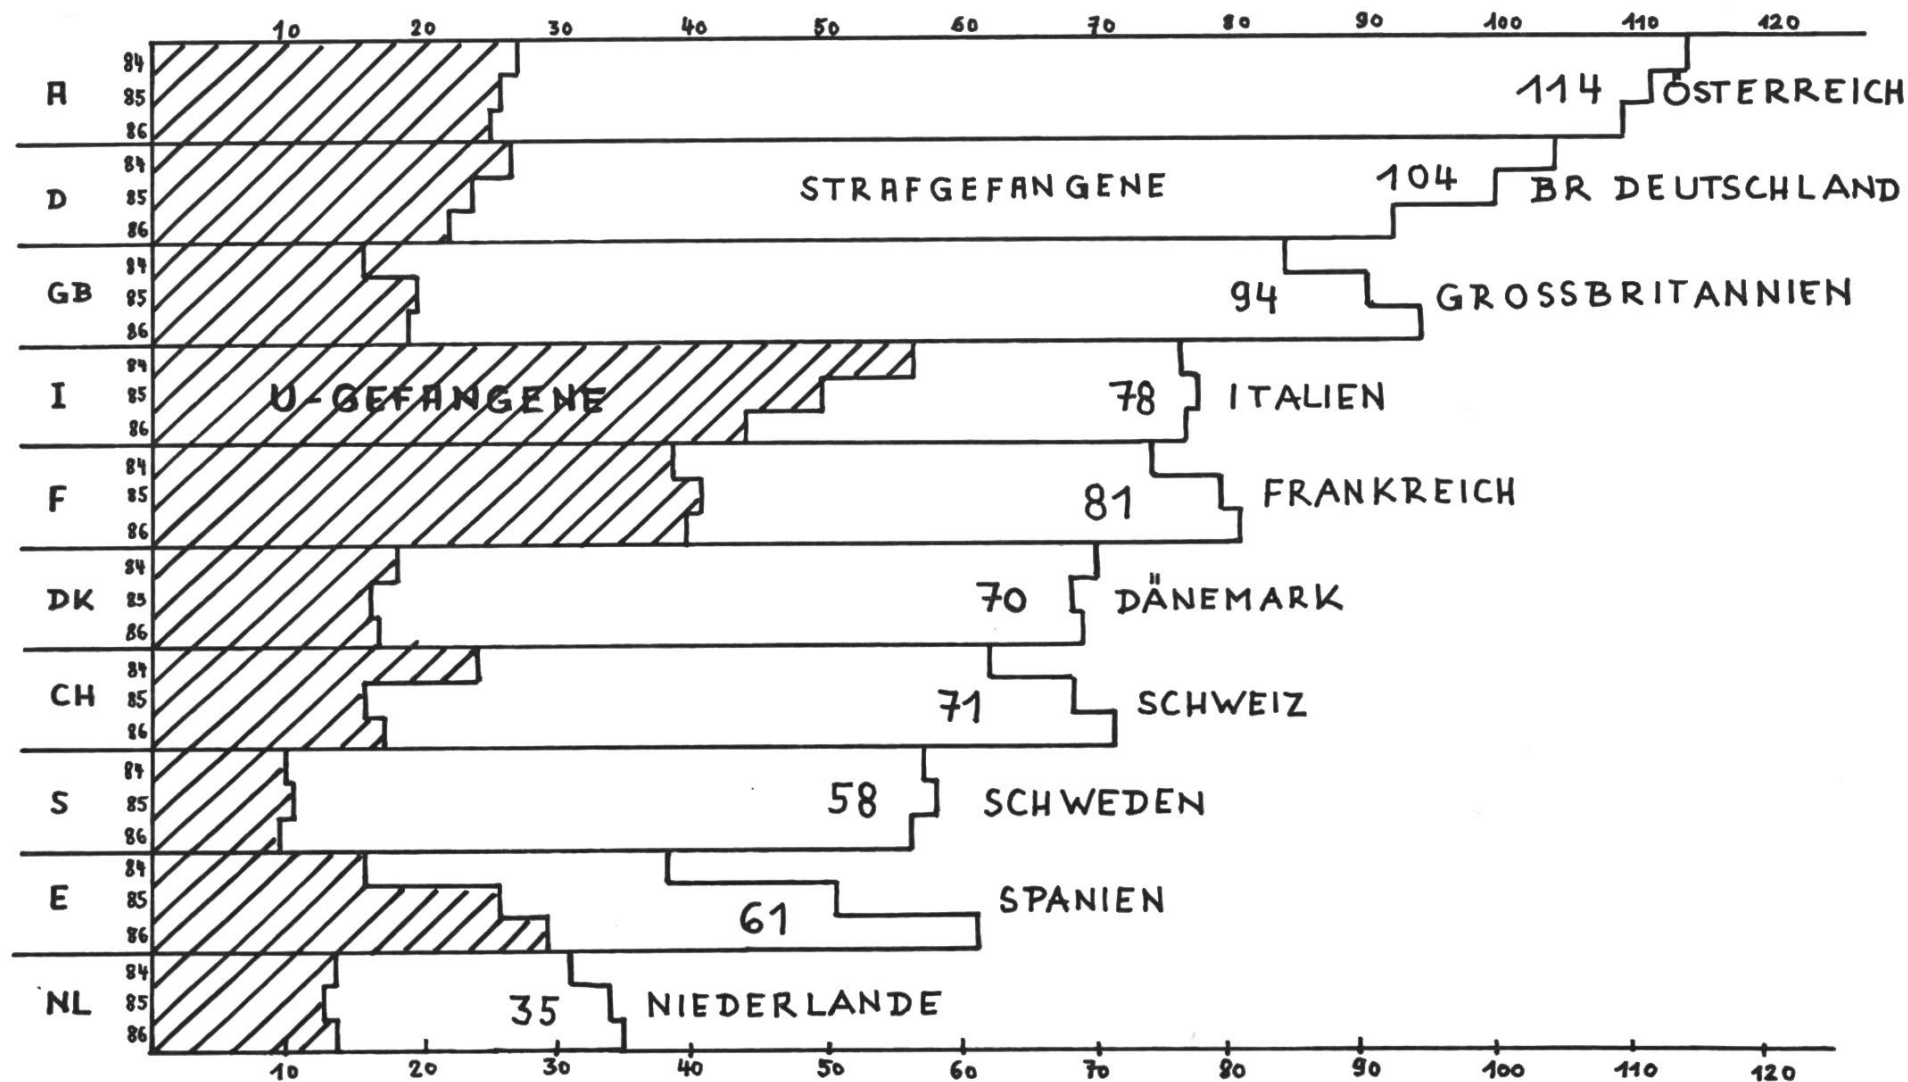 10 20 30 40 50 60 70 80 90 100 110 120
84
A 85 114 ÖSTERREICH
86
84
D 85 STRAFGEFANGENE 104 BR DEUTSCHLAND
86
84
GB 85 94 GROSSBRITANNIEN
86
84
I 85 U-GEFANGENE 78 ITALIEN
86
84
F 85 81 FRANKREICH
86
84
DK 85 70 DÄNEMARK
86
84
CH 85 71 SCHWEIZ
86
84
S 85 58 SCHWEDEN
86
84
E 85 61 SPANIEN
86
84
NL 85 35 NIEDERLANDE
86
10 20 30 40 50 60 70 80 90 100 110 120